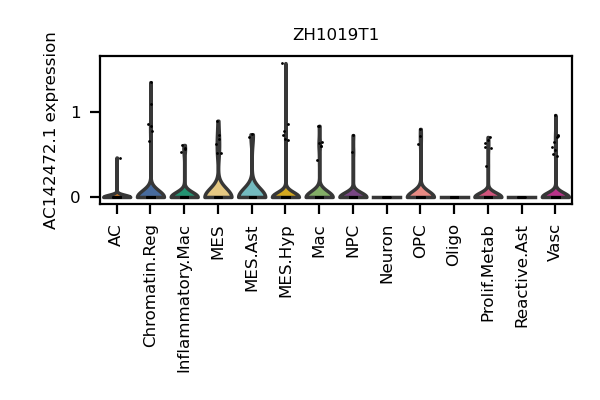 ZH1019T1
AC142472.1 expression
1
0
AC
Chromatin.Reg
Inflammatory.Mac
MES
MES.Ast
MES.Hyp
Mac
NPC
Neuron
OPC
Oligo
Prolif.Metab
Reactive.Ast
Vasc